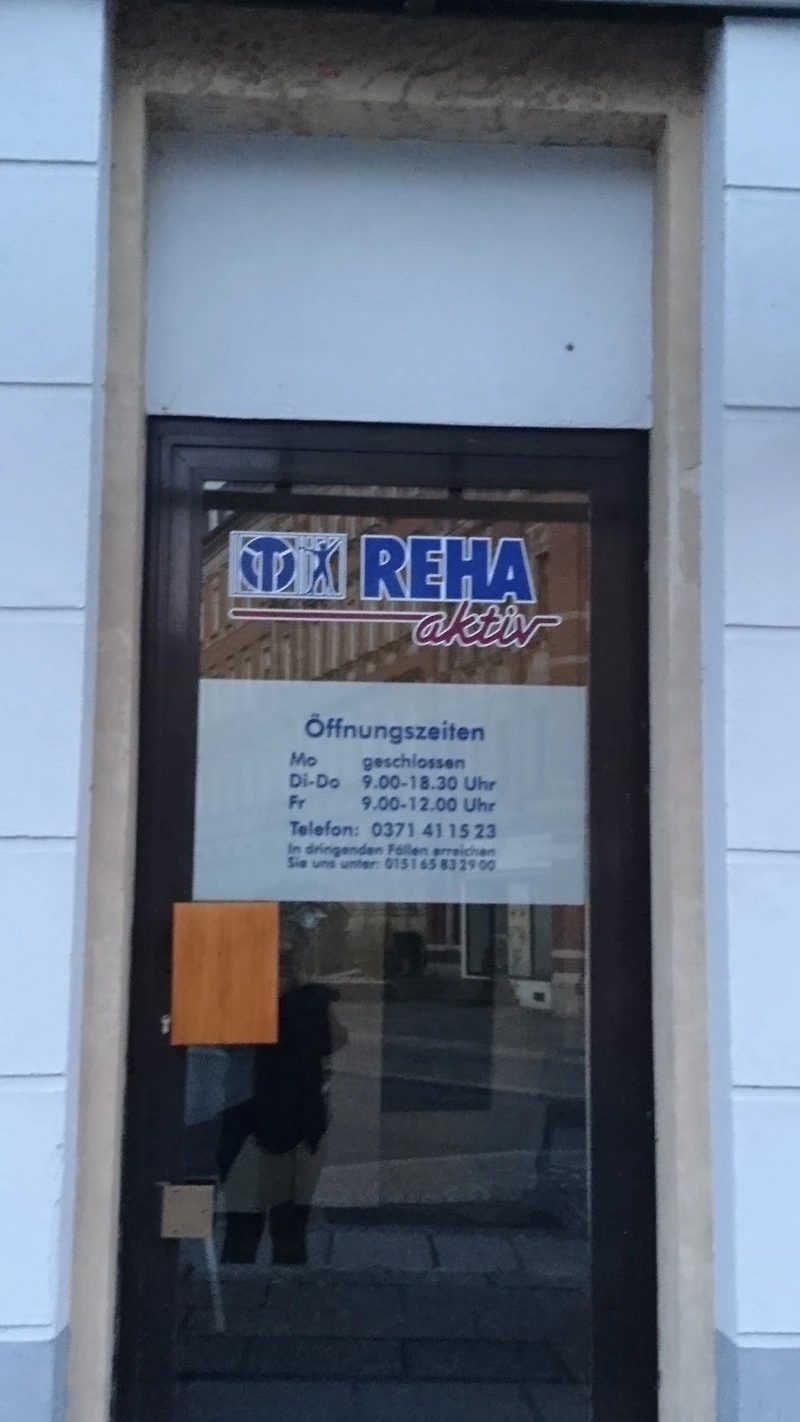 REHA
aktiv
Öffnungszeiten
Mo geschlossen
Di-Do 9.00-18.30 Uhr
Fr 9.00-12.00 Uhr
Telefon: 0371 41 15 23
In dringenden Fällen erreichen
Sie uns unter: 0151 65 83 29 00